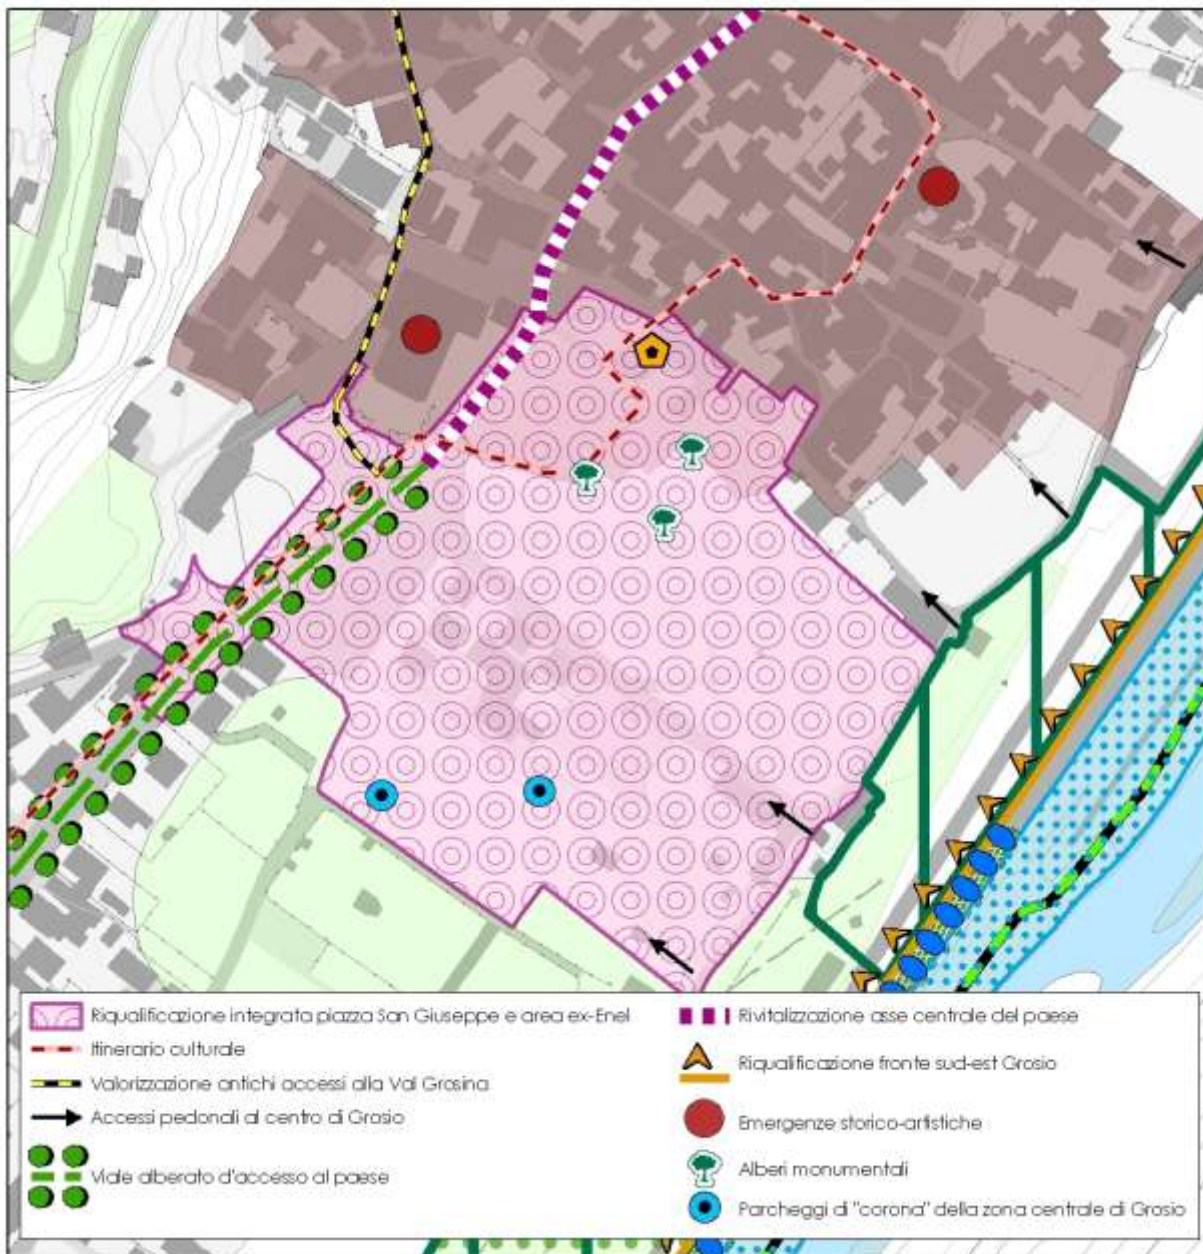 Riqualificazione integrata piazza San Giuseppe e area ex-Enel
Itinerario culturale
Valorizzazione antichi accessi alla Val Grosina
Accessi pedonali al centro di Grosio
Viale alberato d'accesso al paese
Rivitalizzazione asse centrale del paese
Riqualificazione fronte sud-est Grosio
Emergenze storico-artistiche
Alberi monumentali
Parcheggi di "corona" della zona centrale di Grosio